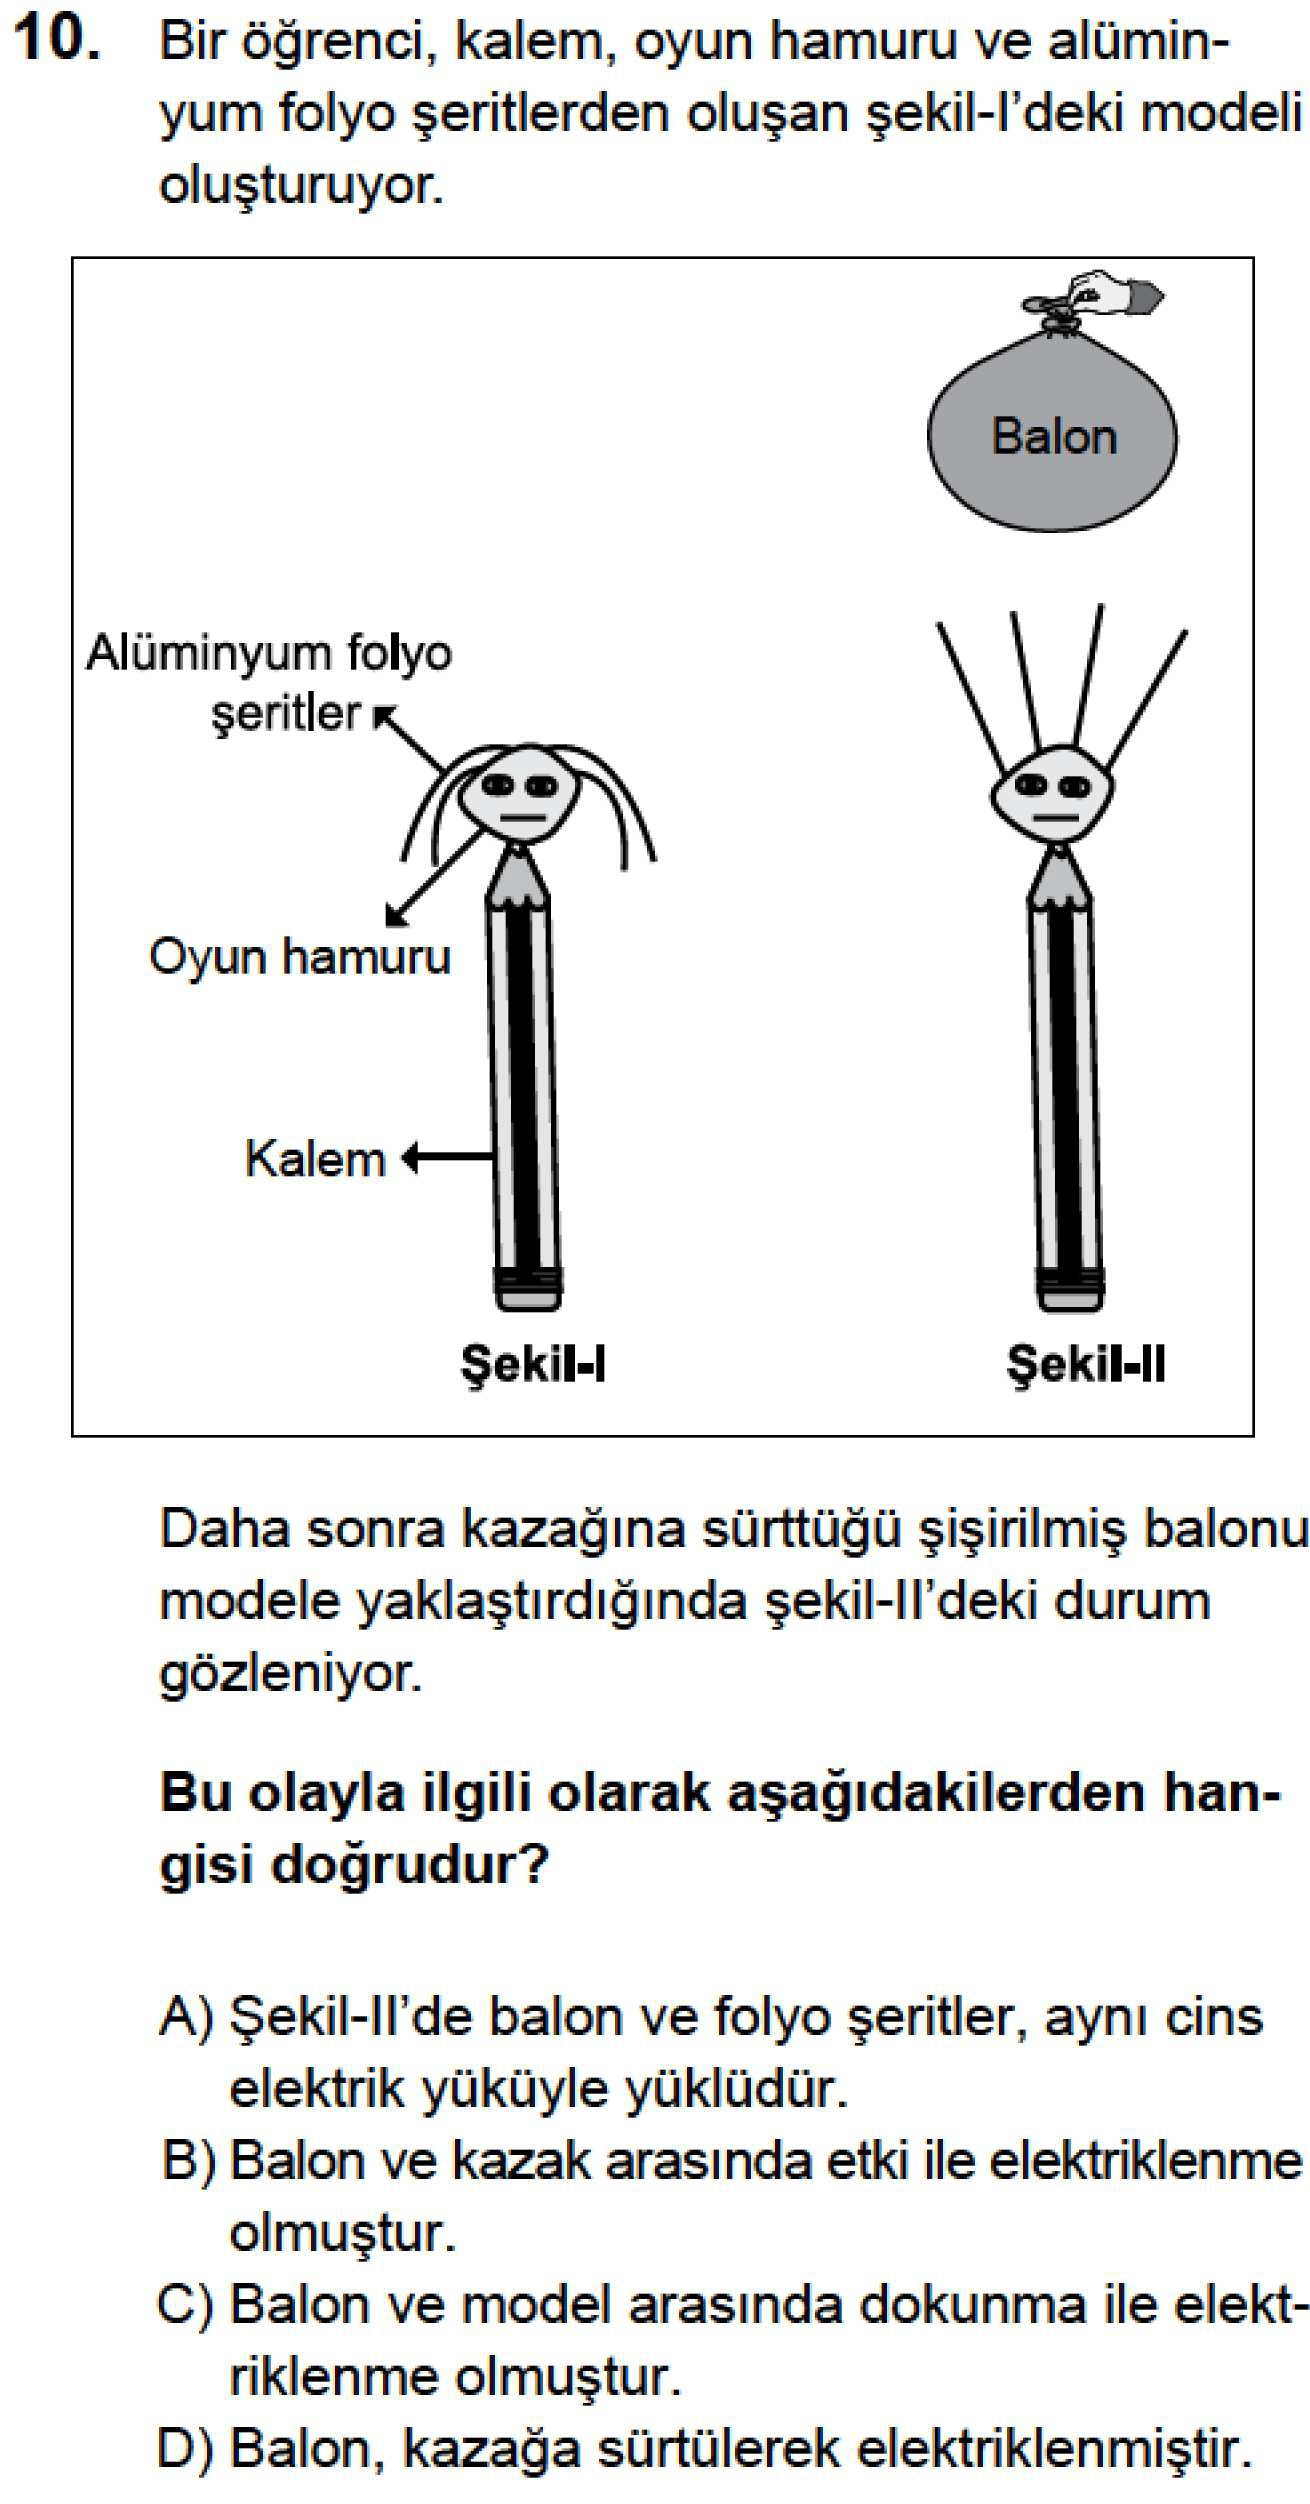 10. Bir öğrenci, kalem, oyun hamuru ve alümin-
yum folyo şeritlerden oluşan şekil-I’deki modeli
oluşturuyor.
Balon
Alüminyum folyo
şeritler
Oyun hamuru
Kalem
Şekil-I
Şekil-II
Daha sonra kazağına sürttüğü şişirilmiş balonu
modele yaklaştırdığında şekil-II’deki durum
gözleniyor.
Bu olayla ilgili olarak aşağıdakilerden han-
gisi doğrudur?
A) Şekil-II’de balon ve folyo şeritler, aynı cins
elektrik yüküyle yüklüdür.
B) Balon ve kazak arasında etki ile elektriklenme
olmuştur.
C) Balon ve model arasında dokunma ile elekt-
riklenme olmuştur.
D) Balon, kazağa sürtülerek elektriklenmiştir.